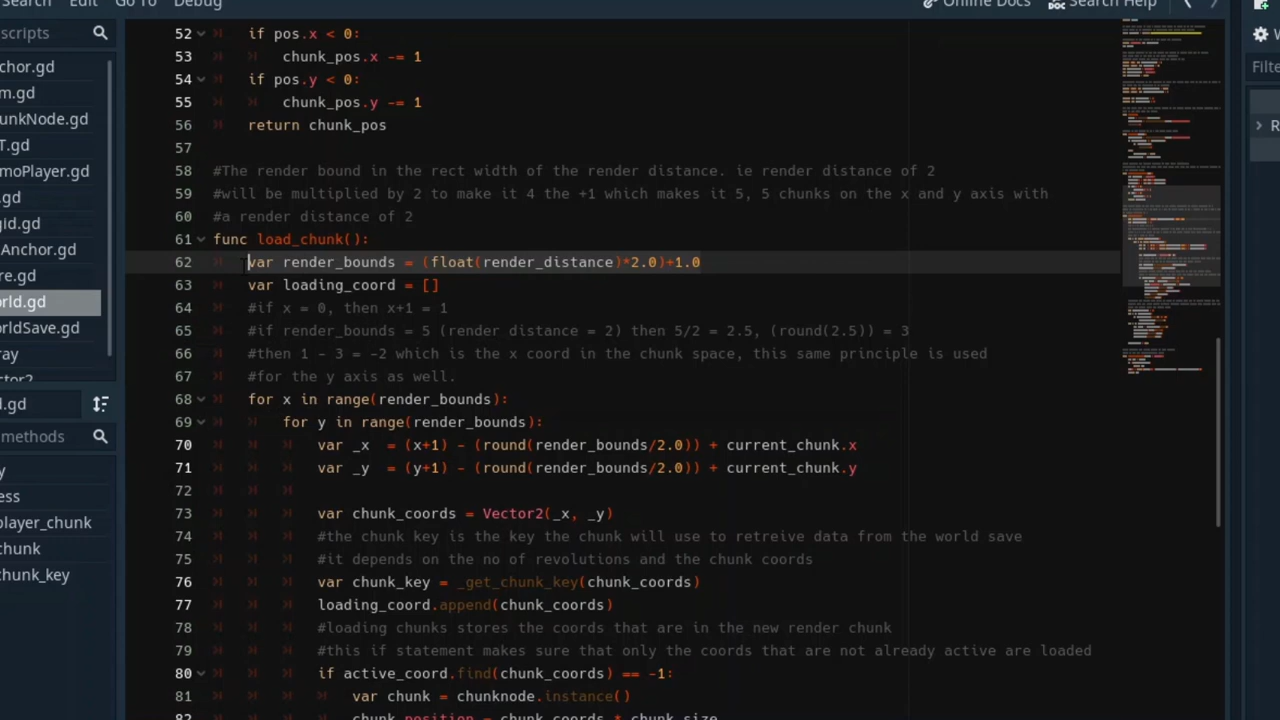 Search Edit Go To Debug Online Docs Search Help
scripts
chor.gd
m.gd
unkNode.gd
T.gd
moPlayer.gd
.gd
gld.gd
Anchor.gd
re.gd
orld.gd
orldSave.gd
ray
ctor2
d.gd
methods
y
ess
player_chunk
chunk
chunk_key
Filte
R
52 if pos.x < 0:
53 chunk_pos.x -= 1
54 if pos.y < 0:
55 chunk_pos.y -= 1
56 return chunk_pos
57
58 #The render bounds in the actual width of the render distance. ie render distance of 2
59 #will be multiplied by 2 to make it 4 the +1 which makes it 5, 5 chunks on the x and y axis with
60 #a render distance of 2
61 func load_chunk():
62 var render_bounds = (float(render_distance)*2.0)+1.0
63 var loading_coord = []
64 #if x = 0, then x+1 = 1
65 #if render_bounds = 5 (render distance = 2) then 5/2 = 2.5, (round(2.5)) = 3
66 #then 1 - 3 = -2 which is the x coord in the chunk space, this same principle is used
67 #for the y axis as well.
68 for x in range(render_bounds):
69 for y in range(render_bounds):
70 var _x = (x+1) - (round(render_bounds/2.0)) + current_chunk.x
71 var _y = (y+1) - (round(render_bounds/2.0)) + current_chunk.y
72
73 var chunk_coords = Vector2(_x, _y)
74 #the chunk key is the key the chunk will use to retreive data from the world save
75 #it depends on the no of revolutions and the chunk coords
76 var chunk_key = _get_chunk_key(chunk_coords)
77 loading_coord.append(chunk_coords)
78 #loading chunks stores the coords that are in the new render chunk
79 #this if statement makes sure that only the coords that are not already active are loaded
80 if active_coord.find(chunk_coords) == -1:
81 var chunk = chunknode.instance()
82 chunk.position = chunk_coords * chunk_size